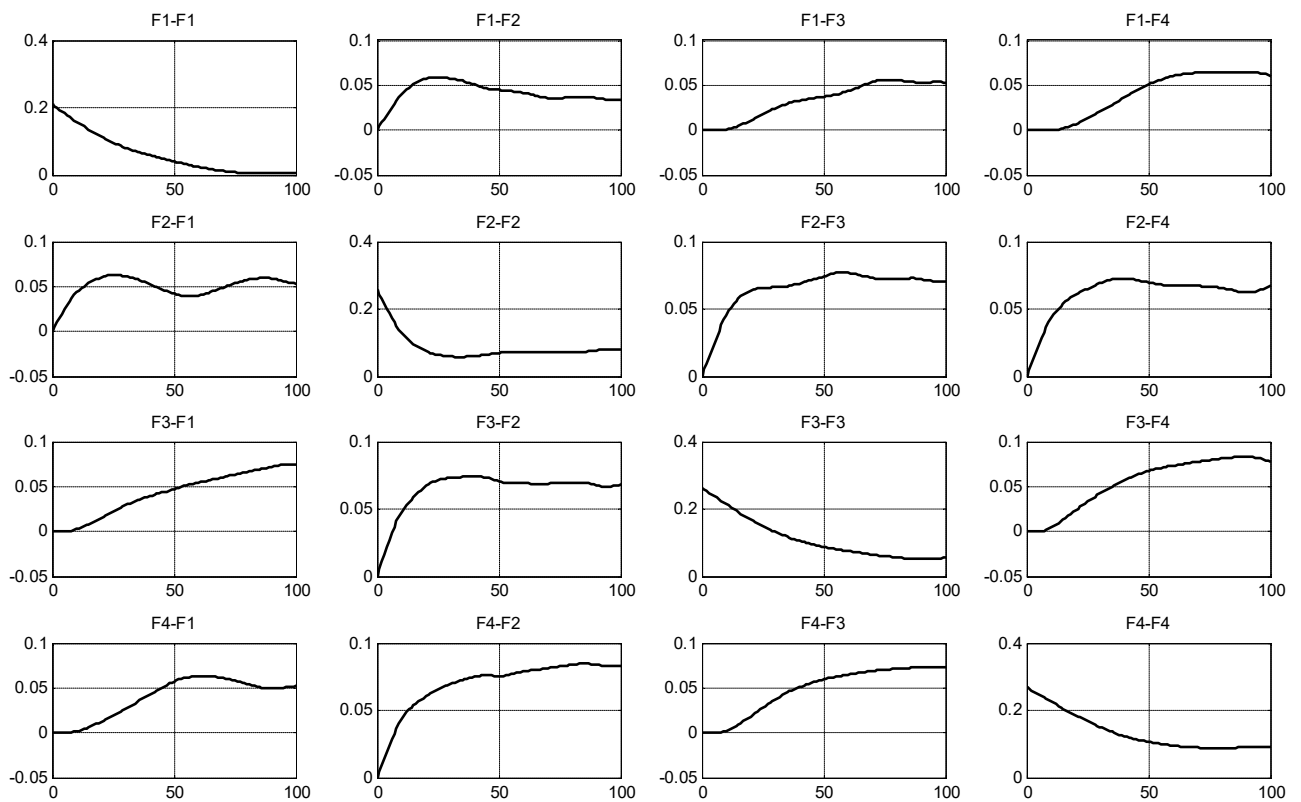 F1-F1 F1-F2 F1-F3 F1-F4
0.4 0.1 0.1 0.1
0.2 0.05 0.05 0.05
0 0 0
0 -0.05 -0.05 -0.05
0 50 100 0 50 100 0 50 100 0 50 100
F2-F1 F2-F2 F2-F3 F2-F4
0.1 0.4 0.1 0.1
0.05 0.2 0.05 0.05
0
-0.05 0 0 0
0 50 100 0 50 100 0 50 100 0 50 100
F3-F1 F3-F2 F3-F3 F3-F4
0.1 0.1 0.4 0.1
0.05 0.05 0.2 0.05
0 0
-0.05 0 0 -0.05
0 50 100 0 50 100 0 50 100 0 50 100
F4-F1 F4-F2 F4-F3 F4-F4
0.1 0.1 0.1 0.4
0.05 0.05 0.05 0.2
0 0
-0.05 0 -0.05 0
0 50 100 0 50 100 0 50 100 0 50 100